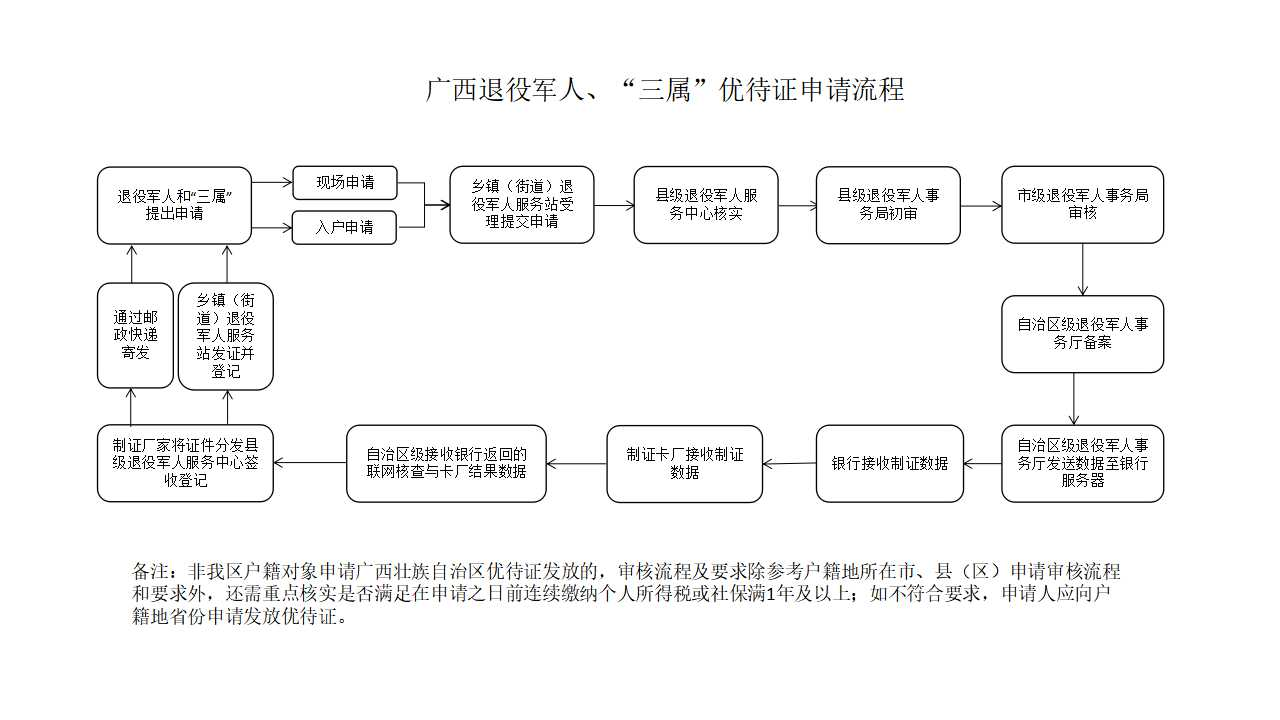 广西退役军人、“三属”优待证申请流程
退役军人和“三属”
提出申请
现场申请
入户申请
乡镇（街道）退
役军人服务站受
理提交申请
县级退役军人服
务中心核实
县级退役军人事
务局初审
市级退役军人事务局
审核
自治区级退役军人事
务厅备案
自治区级退役军人事
务厅发送数据至银行
服务器
银行接收制证数据
制证卡厂接收制证
数据
自治区级接收银行返回的
联网核查与卡厂结果数据
制证厂家将证件分发县
级退役军人服务中心签
收登记
通过邮
政快递
寄发
乡镇（街
道）退役
军人服务
站发证并
登记
备注：非我区户籍对象申请广西壮族自治区优待证发放的，审核流程及要求除参考户籍地所在市、县（区）申请审核流程
和要求外，还需重点核实是否满足在申请之日前连续缴纳个人所得税或社保满1年及以上；如不符合要求，申请人应向户
籍地省份申请发放优待证。